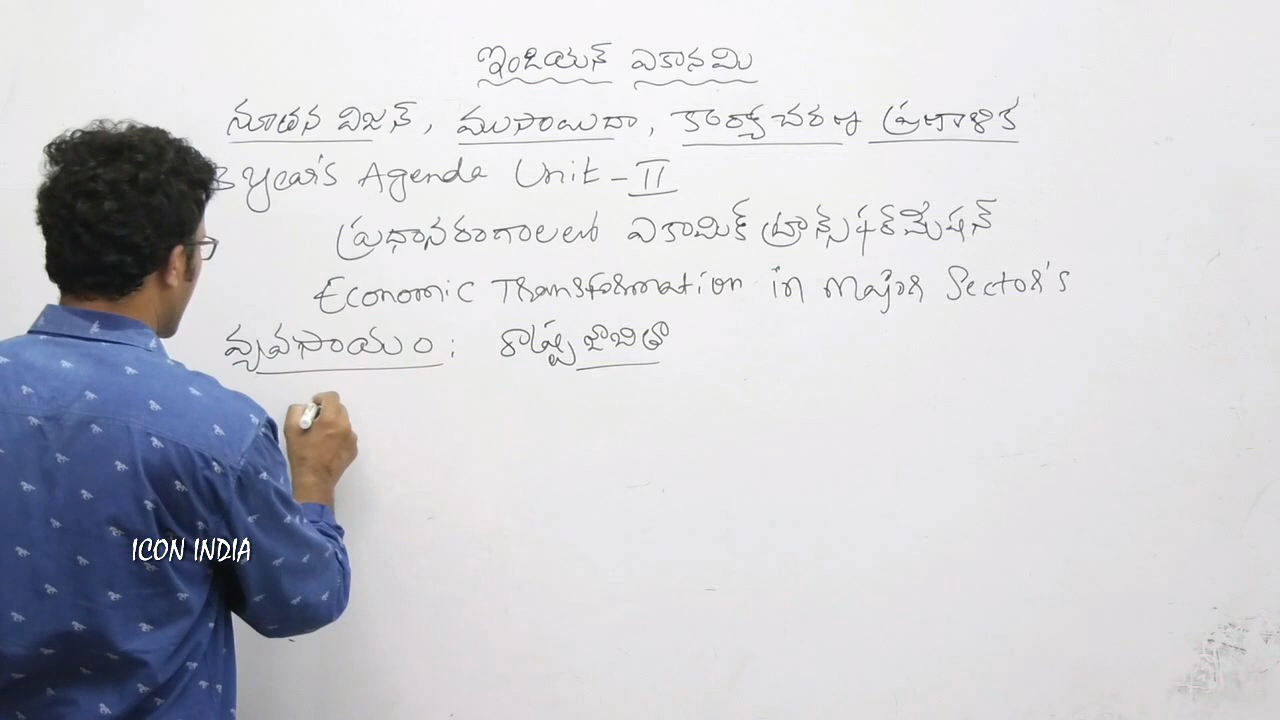 ఇండియన్ ఎకానమి
నూతన విజన్, ముసాయిదా, కార్యాచరణ ప్రణాళిక
3 Year's Agenda Unit - II
ప్రధానరంగాలలో ఎకామిక్ ట్రాన్స్ఫర్మేషన్
Economic Transformation in Major Sector's
వ్యవసాయం : రాష్ట్రజాబితా
ICON INDIA